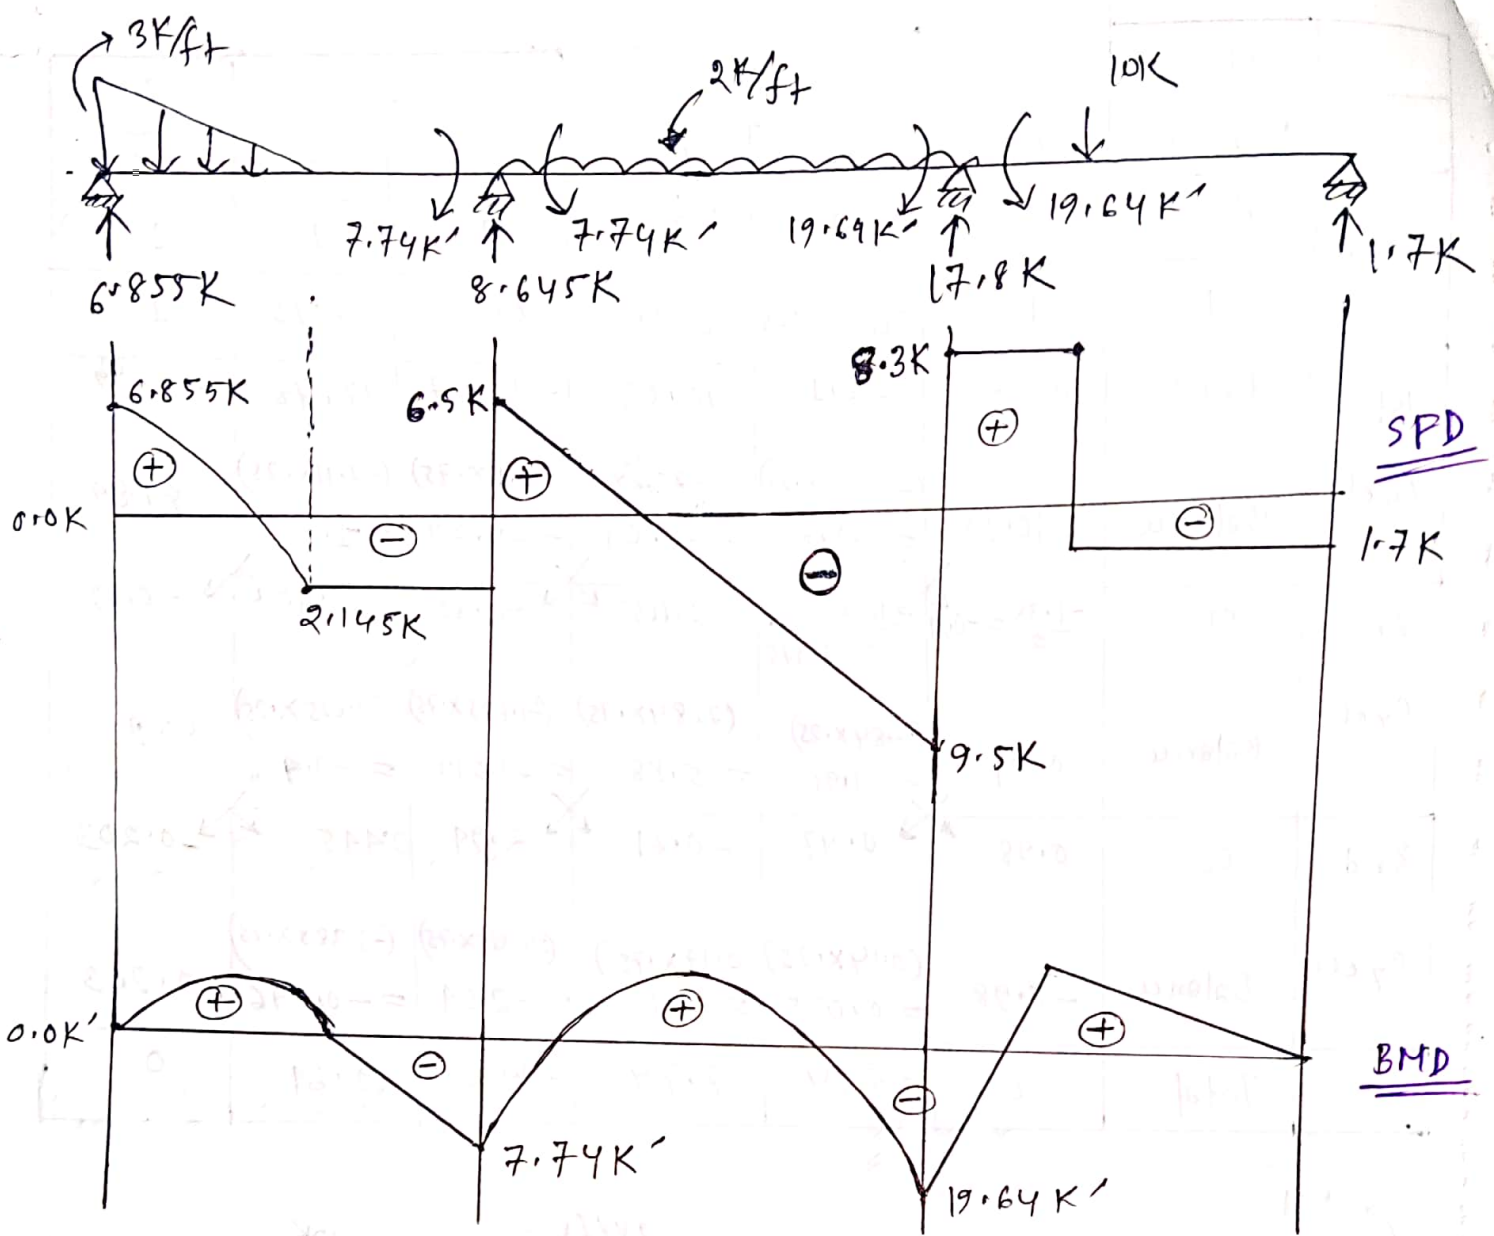 3K/ft
2K/ft
10K
7.74K' 7.74K' 19.64K' 19.64K'
6.855K 8.645K 17.8K 1.7K
6.855K 6.5K 8.3K
+ + +
SFD
0.0K - - -
1.7K
2.145K
9.5K
+ + +
0.0K' - -
BMD
7.74K'
19.64K'